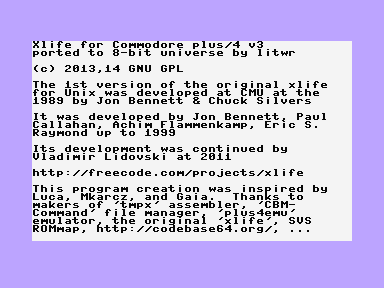 Xlife for Commodore plus/4 v3
ported to 8-bit universe by litwr
(c) 2013,14 GNU GPL
The 1st version of the original xlife
for Unix was developed at CMU at the
1989 by Jon Bennett & Chuck Silvers
It was developed by Jon Bennett, Paul
Callahan, Achim Flammenkamp, Eric S.
Raymond up to 1999
Its development was continued by
Vladimir Lidovski at 2011
http://freecode.com/projects/xlife
This program creation was inspired by
Luca, Mkarcz, and Gaia.  Thanks to
makers of 'tmpx' assembler, 'CBM-
Command' file manager, 'plus4emu'
emulator, the original 'xlife', SVS
ROMmap, http://codebase64.org/, ...